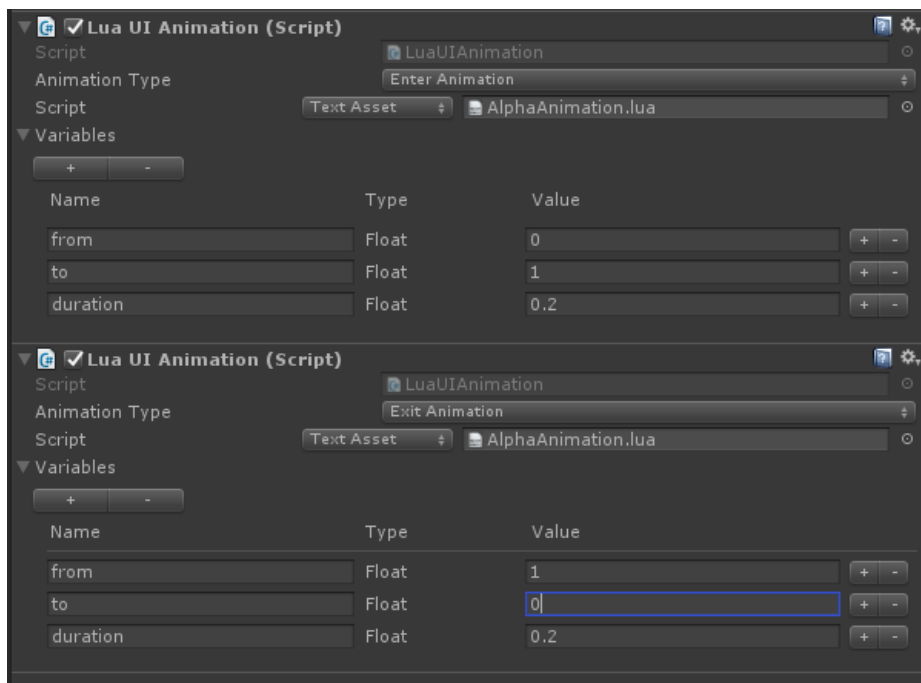 Lua UI Animation (Script)
Script LuaUIAnimation
Animation Type Enter Animation
Script Text Asset AlphaAnimation.lua
Variables
+ -
Name Type Value
from Float 0 + -
to Float 1 + -
duration Float 0.2 + -
Lua UI Animation (Script)
Script LuaUIAnimation
Animation Type Exit Animation
Script Text Asset AlphaAnimation.lua
Variables
+ -
Name Type Value
from Float 1 + -
to Float 0 + -
duration Float 0.2 + -